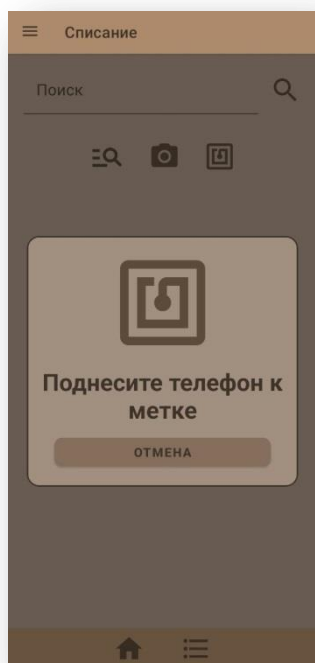 Списание
Поиск
Поднесите телефон к
метке
ОТМЕНА